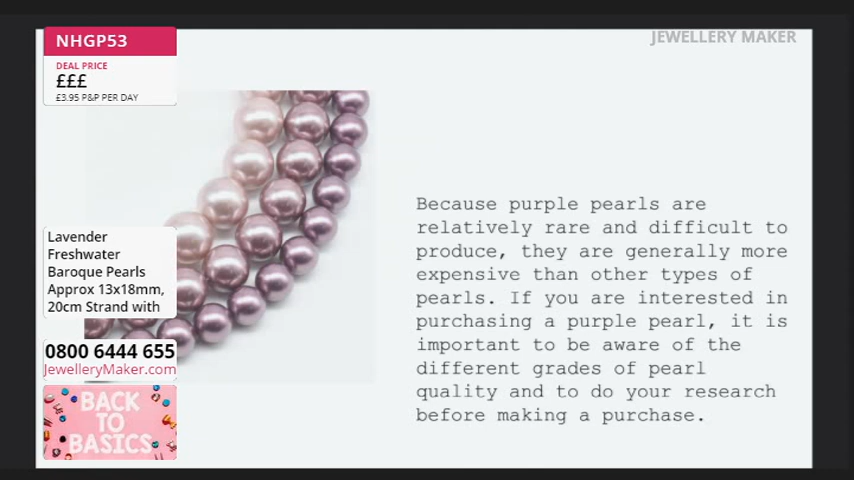 NHGP53
DEAL PRICE
£££
£3.95 P&P PER DAY
JEWELLERY MAKER
Lavender
Freshwater
Baroque Pearls
Approx 13x18mm,
20cm Strand with
0800 6444 655
JewelleryMaker.com
BACK
TO
BASICS
Because purple pearls are
relatively rare and difficult to
produce, they are generally more
expensive than other types of
pearls. If you are interested in
purchasing a purple pearl, it is
important to be aware of the
different grades of pearl
quality and to do your research
before making a purchase.